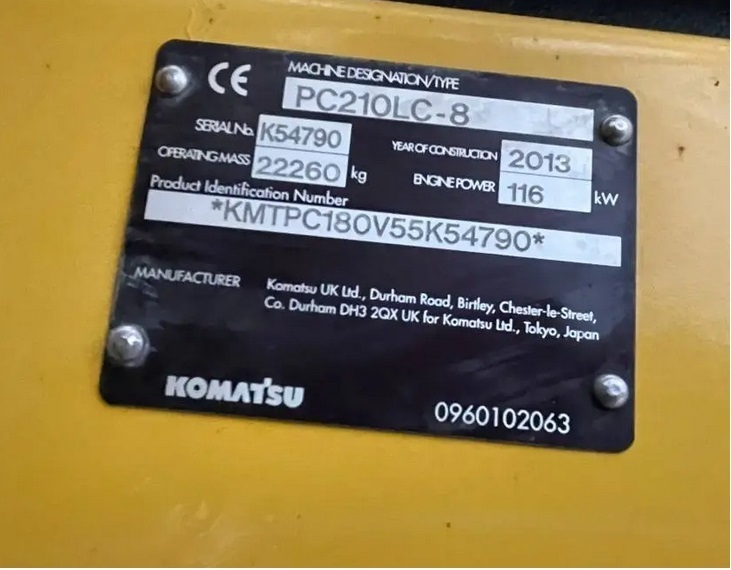 CE
MACHINE DESIGNATION/TYPE
PC210LC-8
SERIAL No. K54790 YEAR OF CONSTRUCTION 2013
OPERATING MASS 22260 kg ENGINE POWER 116 kW
Product Identification Number
*KMTPC180V55K54790*
MANUFACTURER Komatsu UK Ltd., Durham Road, Birtley, Chester-le-Street,
Co. Durham DH3 2QX UK for Komatsu Ltd., Tokyo, Japan
KOMATSU 0960102063